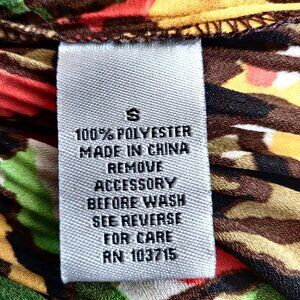 S
100% POLYESTER
MADE IN CHINA
REMOVE
ACCESSORY
BEFORE WASH
SEE REVERSE
FOR CARE
RN 103715